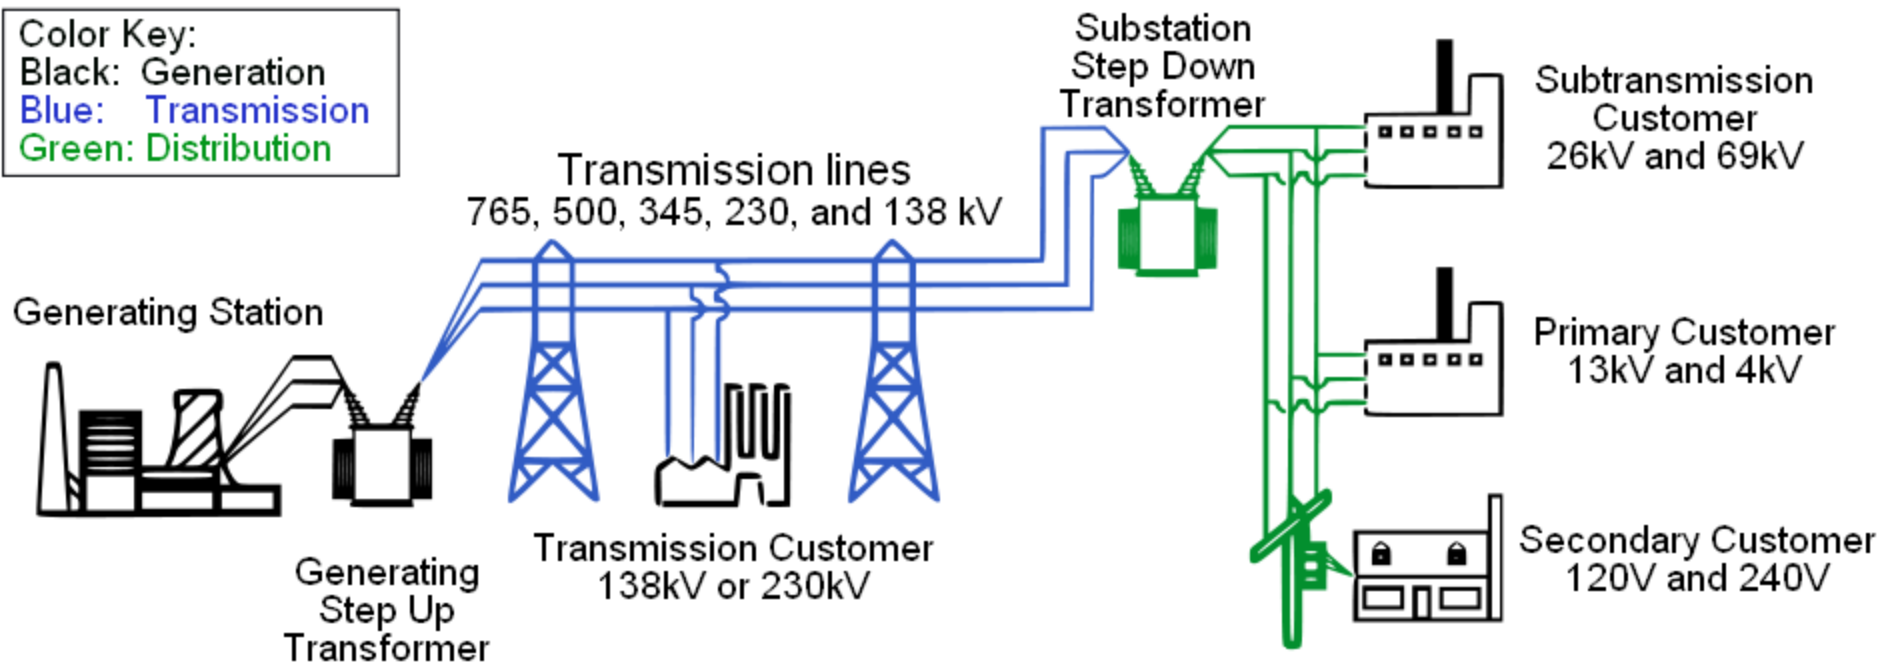 Color Key:
Black: Generation
Blue: Transmission
Green: Distribution
Substation
Step Down
Transformer
Subtransmission
Customer
26kV and 69kV
Transmission lines
765, 500, 345, 230, and 138 kV
Generating Station
Primary Customer
13kV and 4kV
Transmission Customer
138kV or 230kV
Generating
Step Up
Transformer
Secondary Customer
120V and 240V